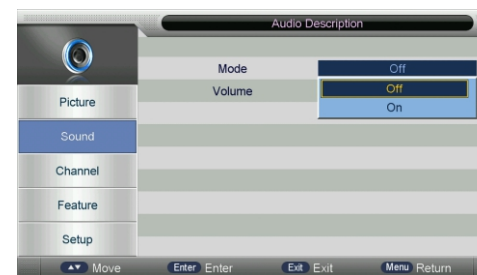 Audio Description
Mode Off
Volume Off
On
Picture
Sound
Channel
Feature
Setup
Move Enter Enter Exit Exit Menu Return